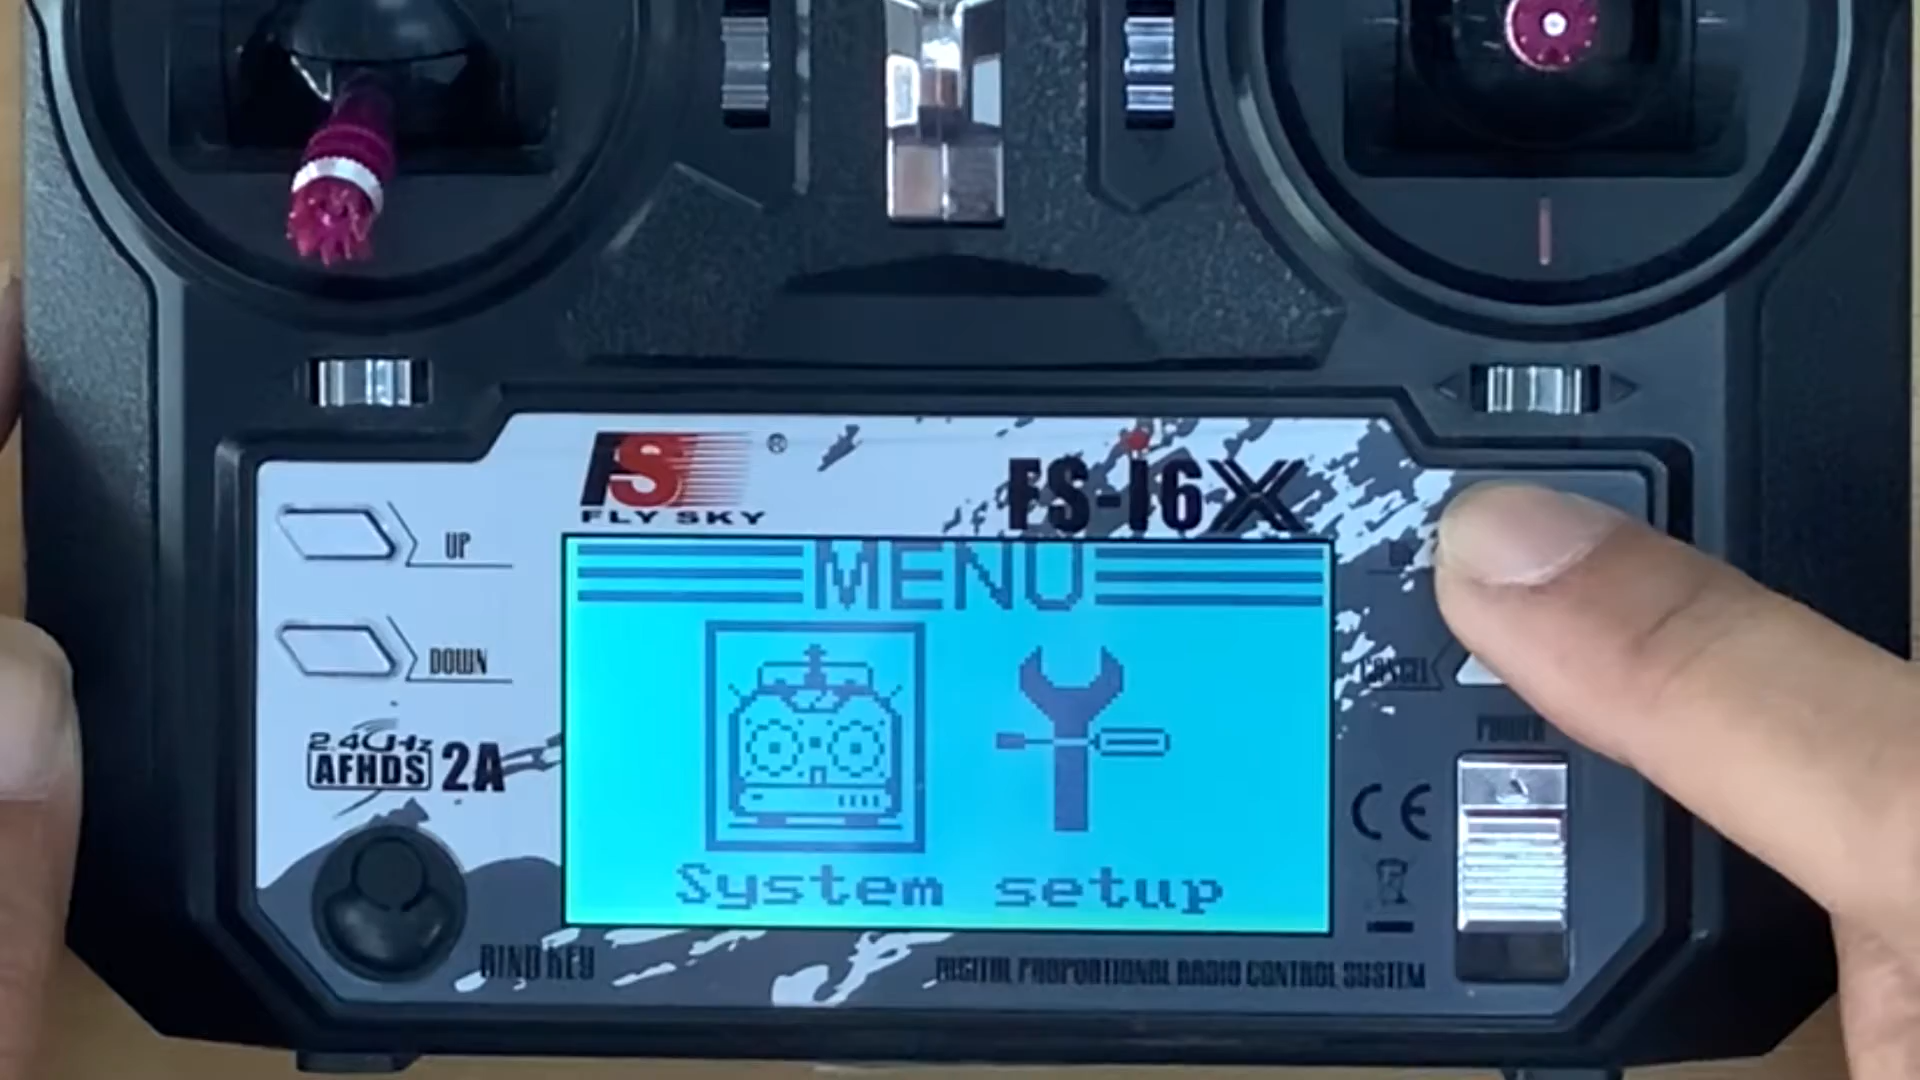 FS ®
FLY SKY
FS-i6X
UP
DOWN
MENU
System setup
CANCEL
POWER
2.4GHz
AFHDS 2A
CE
BIND KEY
DIGITAL PROPORTIONAL RADIO CONTROL SYSTEM